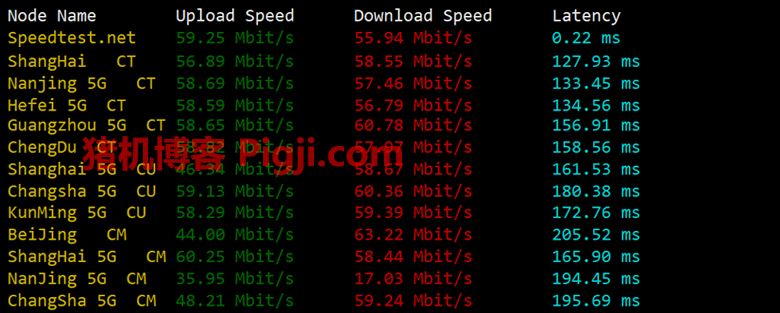 Node Name Upload Speed Download Speed Latency
Speedtest.net 59.25 Mbit/s 55.94 Mbit/s 0.22 ms
ShangHai CT 56.89 Mbit/s 58.55 Mbit/s 127.93 ms
Nanjing 5G CT 58.69 Mbit/s 57.46 Mbit/s 133.45 ms
Hefei 5G CT 58.59 Mbit/s 56.79 Mbit/s 134.56 ms
Guangzhou 5G CT 58.65 Mbit/s 60.78 Mbit/s 156.91 ms
ChengDu CT Mbit/s Mbit/s 158.56 ms
猪机博客 Pigji.com
Shanghai 5G CU 46.54 Mbit/s 58.67 Mbit/s 161.53 ms
Changsha 5G CU 59.13 Mbit/s 60.36 Mbit/s 180.38 ms
KunMing 5G CU 58.29 Mbit/s 59.39 Mbit/s 172.76 ms
BeiJing CM 44.00 Mbit/s 63.22 Mbit/s 205.52 ms
ShangHai 5G CM 60.25 Mbit/s 58.44 Mbit/s 165.90 ms
NanJing 5G CM 35.95 Mbit/s 17.03 Mbit/s 194.45 ms
ChangSha 5G CM 48.21 Mbit/s 59.24 Mbit/s 195.69 ms